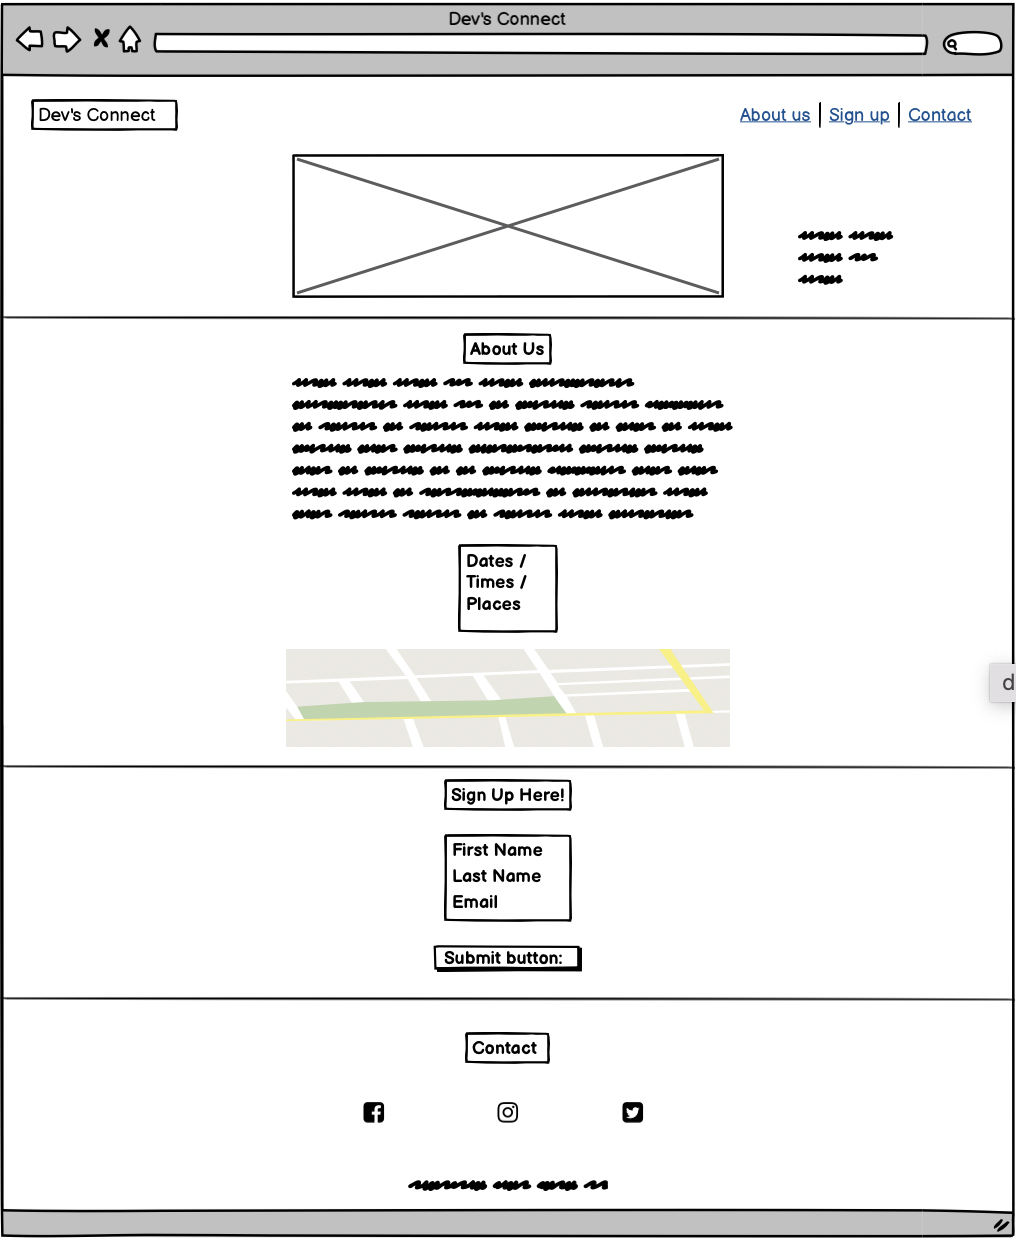 Dev's Connect
Dev's Connect
About us Sign up Contact
About Us
Dates /
Times /
Places
d
Sign Up Here!
First Name
Last Name
Email
Submit button:
Contact